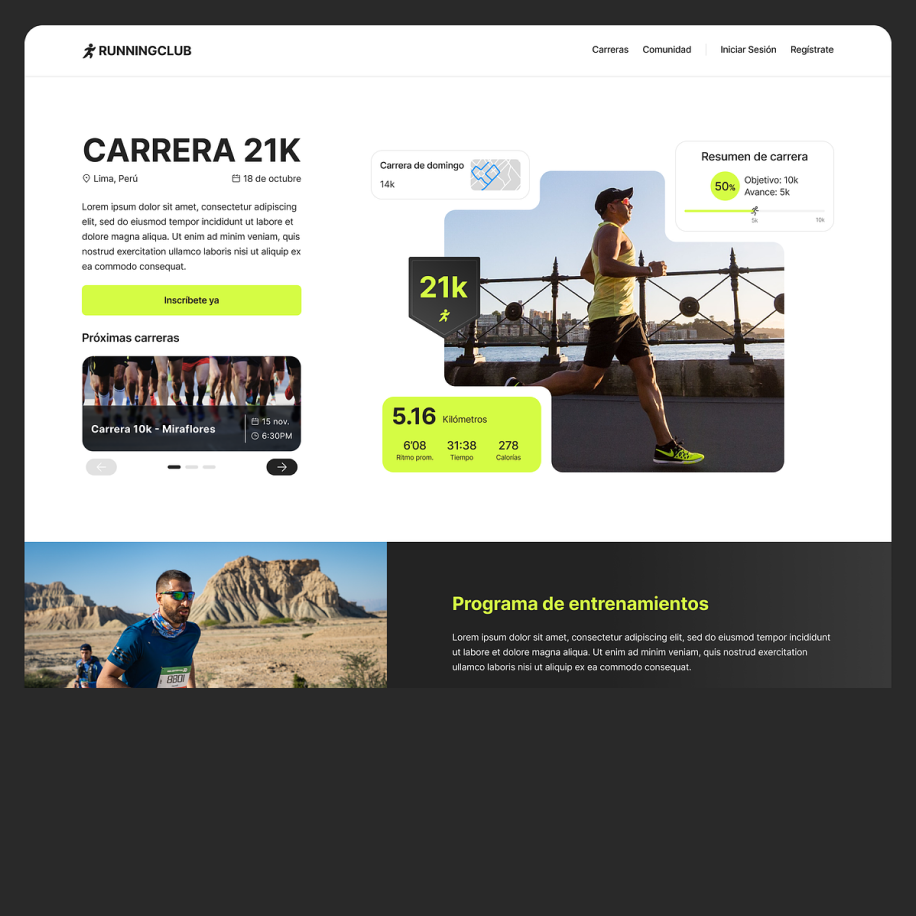 RUNNINGCLUB
Carreras
Comunidad
Iniciar Sesión
Regístrate
CARRERA 21K
Lima, Perú
18 de octubre
Lorem ipsum dolor sit amet, consectetur adipiscing
elit, sed do eiusmod tempor incididunt ut labore et
dolore magna aliqua. Ut enim ad minim veniam, quis
nostrud exercitation ullamco laboris nisi ut aliquip ex
ea commodo consequat.
Inscríbete ya
Próximas carreras
Carrera 10k - Miraflores
15 nov.
6:30PM
Carrera de domingo
14k
Resumen de carrera
50%
Objetivo: 10k
Avance: 5k
5k
10k
21k
5.16 Kilómetros
6'08
Ritmo prom.
31:38
Tiempo
278
Calorías
8801
Programa de entrenamientos
Lorem ipsum dolor sit amet, consectetur adipiscing elit, sed do eiusmod tempor incididunt
ut labore et dolore magna aliqua. Ut enim ad minim veniam, quis nostrud exercitation
ullamco laboris nisi ut aliquip ex ea commodo consequat.